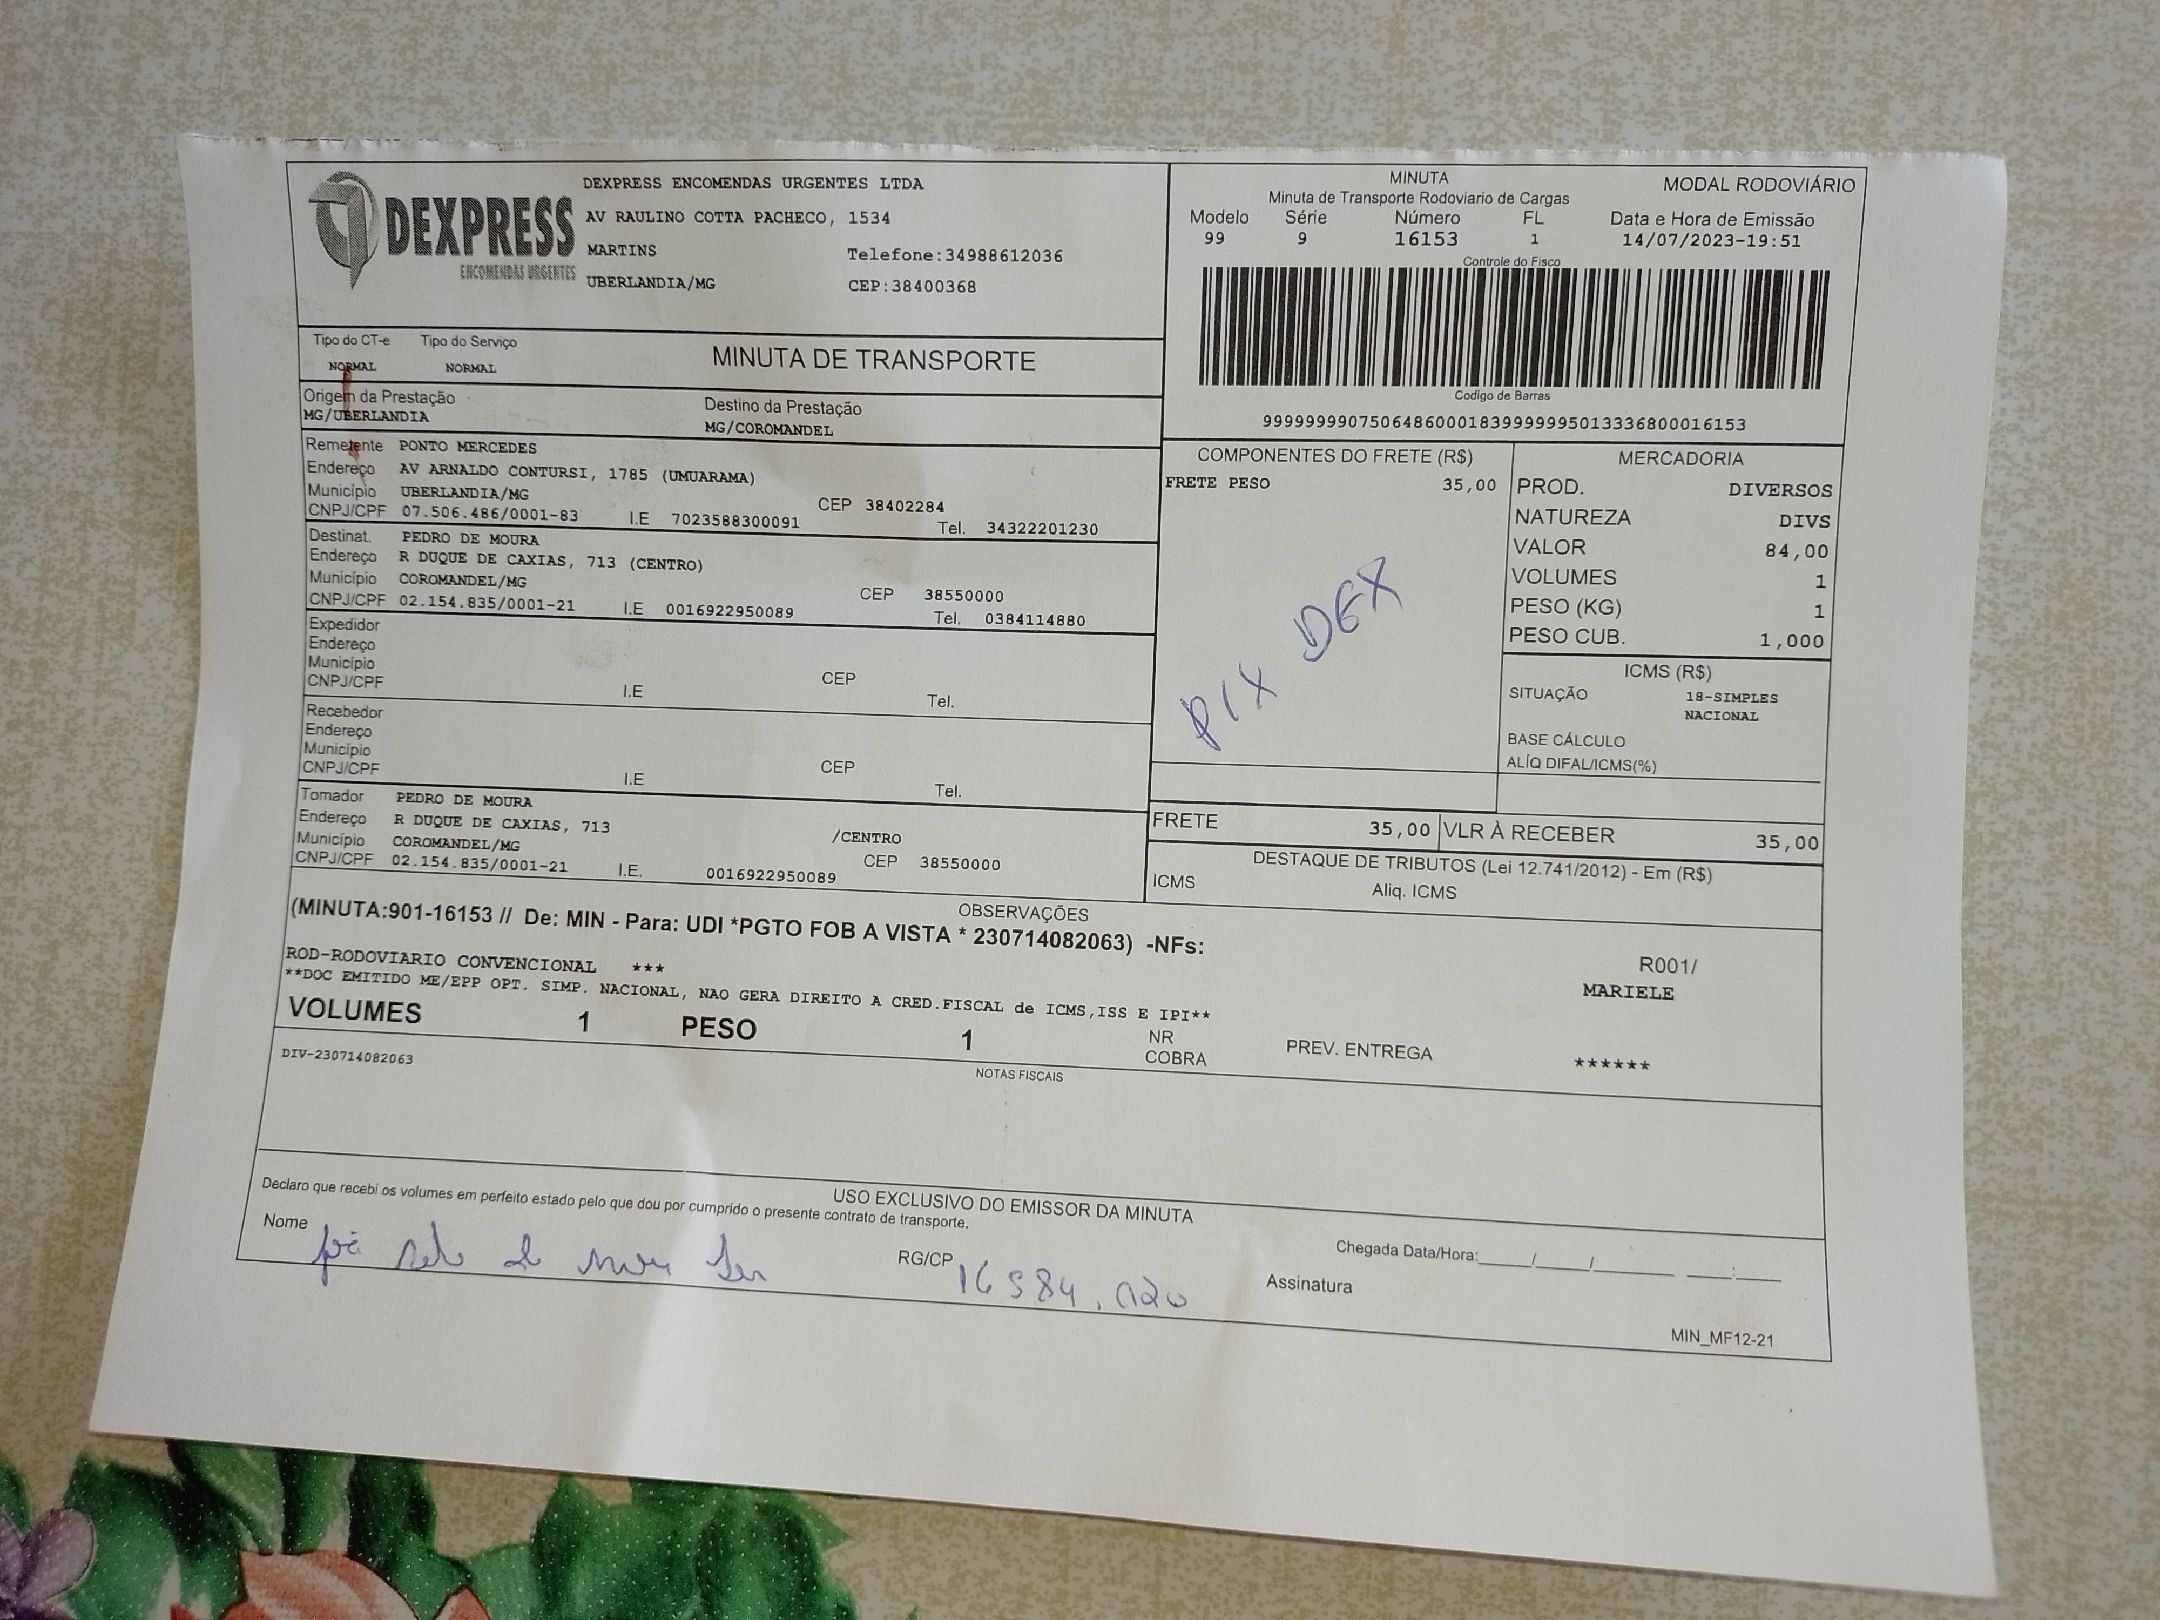 DEXPRESS
ENCOMENDAS URGENTES
DEXPRESS ENCOMENDAS URGENTES LTDA
AV RAULINO COTTA PACHECO, 1534
MARTINS Telefone:34988612036
UBERLANDIA/MG CEP:38400368
MINUTA MODAL RODOVIÁRIO
Minuta de Transporte Rodoviario de Cargas
Modelo Série Número FL Data e Hora de Emissão
99 9 16153 1 14/07/2023-19:51
Controle do Fisco
Codigo de Barras
999999990750648600018399999995013336800016153
Tipo do CT-e Tipo do Serviço MINUTA DE TRANSPORTE
NORMAL NORMAL
Origem da Prestação Destino da Prestação
MG/UBERLANDIA MG/COROMANDEL
Remetente PONTO MERCEDES
Endereço AV ARNALDO CONTURSI, 1785 (UMUARAMA)
Município UBERLANDIA/MG CEP 38402284
CNPJ/CPF 07.506.486/0001-83 I.E 7023588300091 Tel. 34322201230
Destinat. PEDRO DE MOURA
Endereço R DUQUE DE CAXIAS, 713 (CENTRO)
Município COROMANDEL/MG CEP 38550000
CNPJ/CPF 02.154.835/0001-21 I.E 0016922950089 Tel. 0384114880
Expedidor
Endereço
Município CEP
CNPJ/CPF I.E Tel.
Recebedor
Endereço
Município CEP
CNPJ/CPF I.E Tel.
Tomador PEDRO DE MOURA
Endereço R DUQUE DE CAXIAS, 713 /CENTRO
Município COROMANDEL/MG CEP 38550000
CNPJ/CPF 02.154.835/0001-21 I.E. 0016922950089
COMPONENTES DO FRETE (R$)
FRETE PESO 35,00
PIX DEX
MERCADORIA
PROD. DIVERSOS
NATUREZA DIVS
VALOR 84,00
VOLUMES 1
PESO (KG) 1
PESO CUB. 1,000
ICMS (R$)
SITUAÇÃO 18-SIMPLES
NACIONAL
BASE CÁLCULO
ALÍQ DIFAL/ICMS(%)
FRETE 35,00 VLR À RECEBER 35,00
DESTAQUE DE TRIBUTOS (Lei 12.741/2012) - Em (R$)
ICMS Aliq. ICMS
OBSERVAÇÕES
(MINUTA:901-16153 // De: MIN - Para: UDI *PGTO FOB A VISTA * 230714082063) -NFs:
ROD-RODOVIARIO CONVENCIONAL *** R001/
**DOC EMITIDO ME/EPP OPT. SIMP. NACIONAL, NAO GERA DIREITO A CRED.FISCAL de ICMS,ISS E IPI** MARIELE
VOLUMES 1 PESO 1 NR COBRA PREV. ENTREGA ******
DIV-230714082063 NOTAS FISCAIS
USO EXCLUSIVO DO EMISSOR DA MINUTA
Declaro que recebi os volumes em perfeito estado pelo que dou por cumprido o presente contrato de transporte.
Nome RG/CP 16584. Chegada Data/Hora:____/____/______ ___:___
Assinatura
MIN_MF12-21